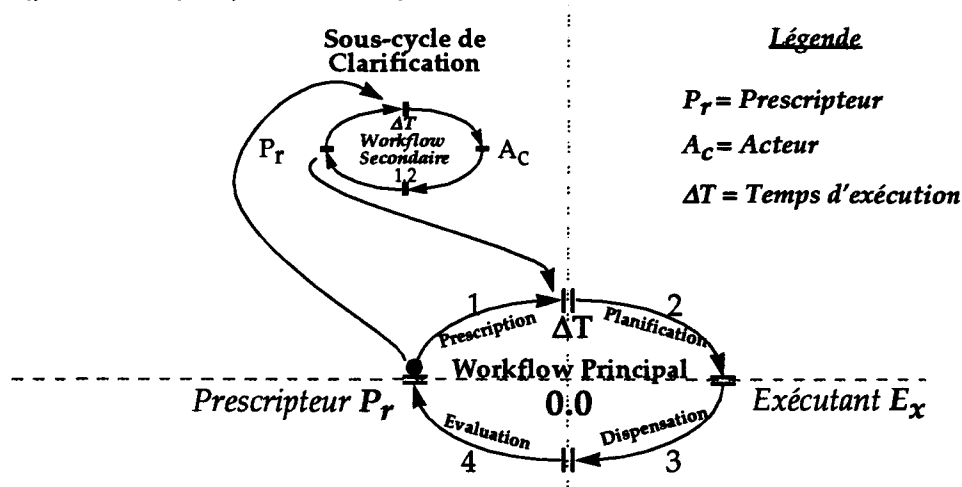 Sous-cycle de
Clarification
Légende
Pr = Prescripteur
Ac = Acteur
ΔT = Temps d'exécution
Pr
ΔT
Workflow
Secondaire
1.2
Ac
1
Prescription
ΔT
2
Planification
Workflow Principal
0.0
Prescripteur Pr
Exécutant Ex
Evaluation
4
Dispensation
3